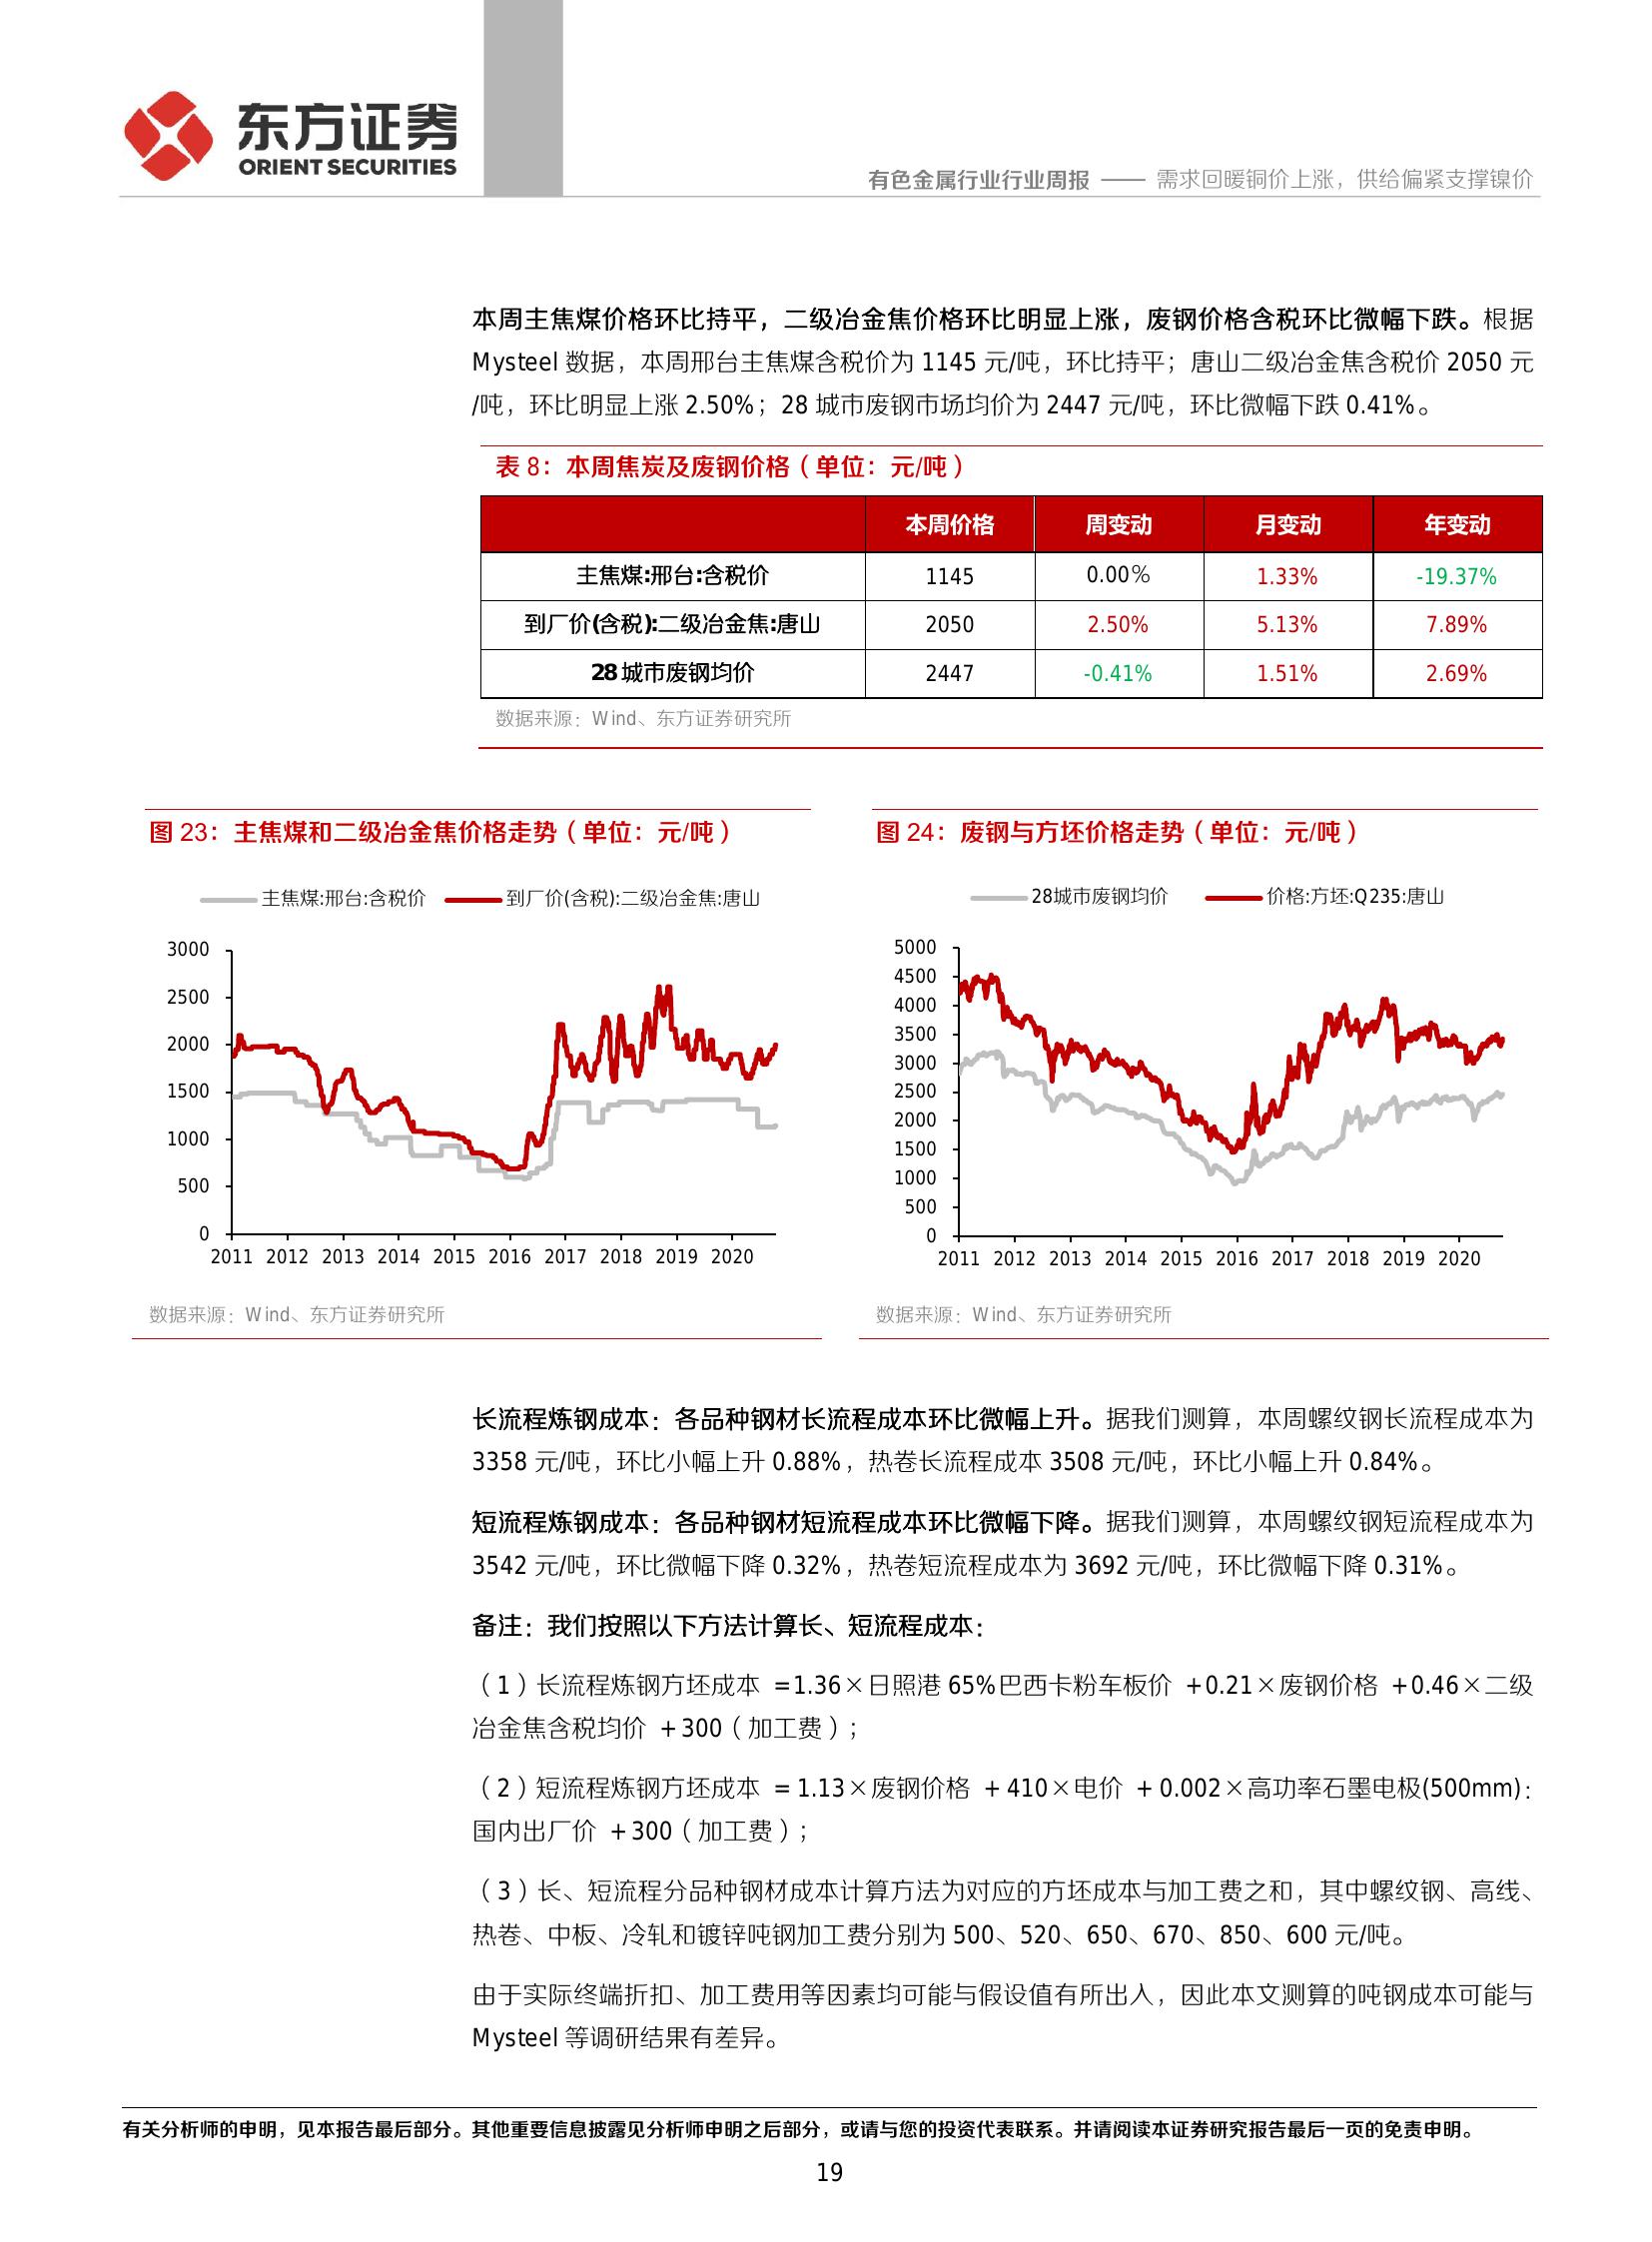 东方证券
ORIENT SECURITIES
有色金属行业行业周报 —— 需求回暖铜价上涨，供给偏紧支撑镍价
本周主焦煤价格环比持平，二级冶金焦价格环比明显上涨，废钢价格含税环比微幅下跌。根据
Mysteel 数据，本周邢台主焦煤含税价为 1145 元/吨，环比持平；唐山二级冶金焦含税价 2050 元
/吨，环比明显上涨 2.50%；28 城市废钢市场均价为 2447 元/吨，环比微幅下跌 0.41%。
表 8：本周焦炭及废钢价格（单位：元/吨）
本周价格 周变动 月变动 年变动
主焦煤:邢台:含税价 1145 0.00% 1.33% -19.37%
到厂价(含税):二级冶金焦:唐山 2050 2.50% 5.13% 7.89%
28 城市废钢均价 2447 -0.41% 1.51% 2.69%
数据来源：Wind、东方证券研究所
图 23：主焦煤和二级冶金焦价格走势（单位：元/吨）
主焦煤:邢台:含税价 到厂价(含税):二级冶金焦:唐山
3000
2500
2000
1500
1000
500
0
2011 2012 2013 2014 2015 2016 2017 2018 2019 2020
数据来源：Wind、东方证券研究所
图 24：废钢与方坯价格走势（单位：元/吨）
28城市废钢均价 价格:方坯:Q235:唐山
5000
4500
4000
3500
3000
2500
2000
1500
1000
500
0
2011 2012 2013 2014 2015 2016 2017 2018 2019 2020
数据来源：Wind、东方证券研究所
长流程炼钢成本：各品种钢材长流程成本环比微幅上升。据我们测算，本周螺纹钢长流程成本为
3358 元/吨，环比小幅上升 0.88%，热卷长流程成本 3508 元/吨，环比小幅上升 0.84%。
短流程炼钢成本：各品种钢材短流程成本环比微幅下降。据我们测算，本周螺纹钢短流程成本为
3542 元/吨，环比微幅下降 0.32%，热卷短流程成本为 3692 元/吨，环比微幅下降 0.31%。
备注：我们按照以下方法计算长、短流程成本：
（1）长流程炼钢方坯成本 =1.36×日照港 65%巴西卡粉车板价 +0.21×废钢价格 +0.46×二级
冶金焦含税均价 +300（加工费）；
（2）短流程炼钢方坯成本 =1.13×废钢价格 +410×电价 +0.002×高功率石墨电极(500mm)：
国内出厂价 +300（加工费）；
（3）长、短流程分品种钢材成本计算方法为对应的方坯成本与加工费之和，其中螺纹钢、高线、
热卷、中板、冷轧和镀锌吨钢加工费分别为 500、520、650、670、850、600 元/吨。
由于实际终端折扣、加工费用等因素均可能与假设值有所出入，因此本文测算的吨钢成本可能与
Mysteel 等调研结果有差异。
有关分析师的申明，见本报告最后部分。其他重要信息披露见分析师申明之后部分，或请与您的投资代表联系。并请阅读本证券研究报告最后一页的免责申明。
19